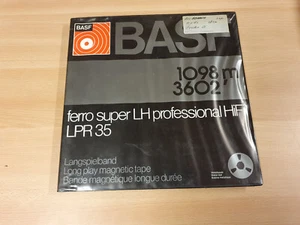 BASF
BASF
1098 m
3602'
ferro super LH professional HiFi
LPR 35
Langspielband
Long play magnetic tape
Bande magnétique longue durée